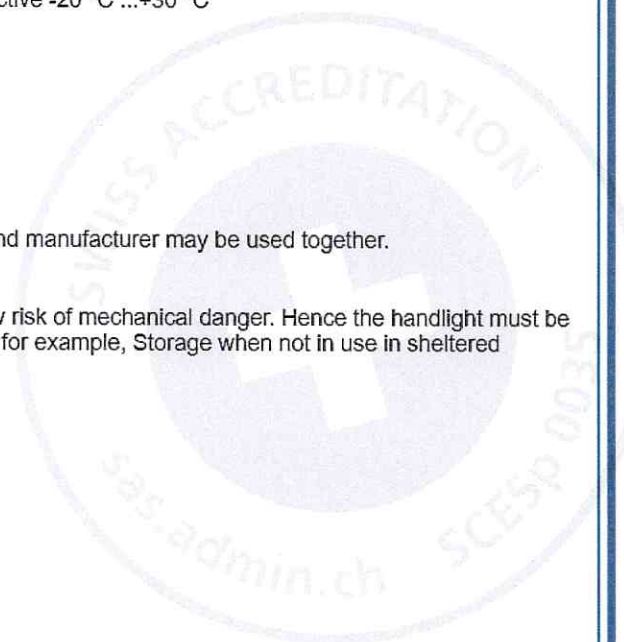 -20 °C ...+30 °C
SWISS ACCREDITATION
nd manufacturer may be used together.
risk of mechanical danger. Hence the handlight must be
for example, Storage when not in use in sheltered
sas.admin.ch
SCESp 0035